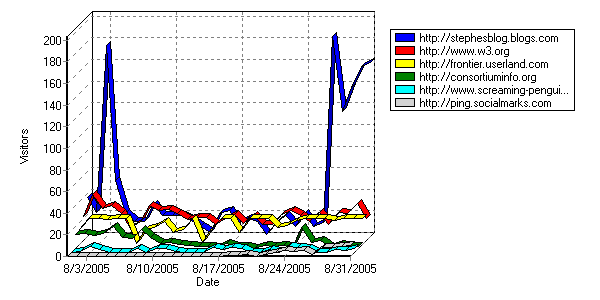 200
180
160
140
120
100
80
60
40
20
0
Visitors
8/3/2005 8/10/2005 8/17/2005 8/24/2005 8/31/2005
Date
http://stephesblog.blogs.com
http://www.w3.org
http://frontier.userland.com
http://consortiuminfo.org
http://www.screaming-pengui...
http://ping.socialmarks.com